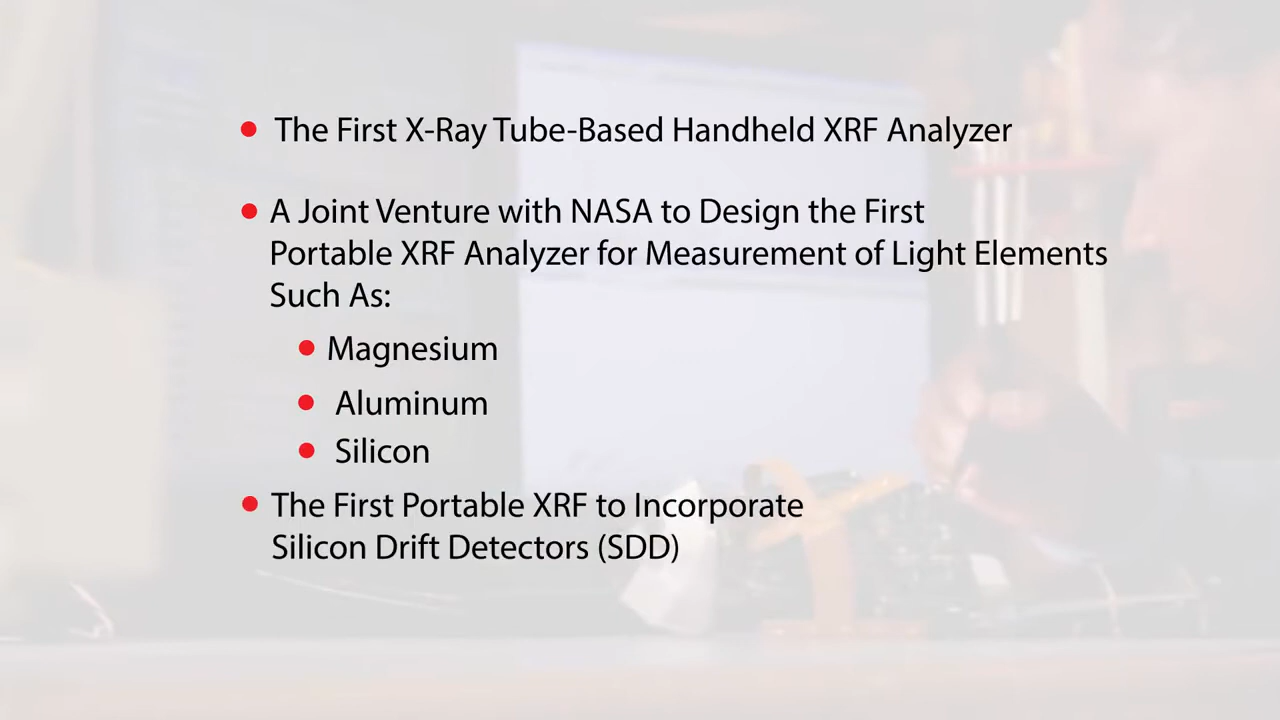 The First X-Ray Tube-Based Handheld XRF Analyzer
A Joint Venture with NASA to Design the First
Portable XRF Analyzer for Measurement of Light Elements
Such As:
Magnesium
Aluminum
Silicon
The First Portable XRF to Incorporate
Silicon Drift Detectors (SDD)